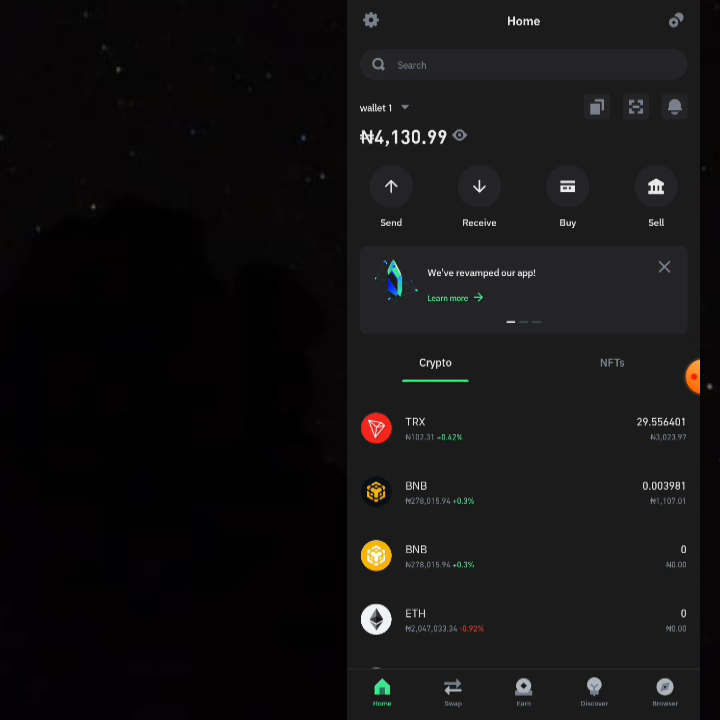 Home
Search
wallet 1
₦4,130.99
Send Receive Buy Sell
We've revamped our app!
Learn more
Crypto NFTs
TRX 29.556401
₦102.31 +0.42% ₦3,023.97
BNB 0.003981
₦278,015.94 +0.3% ₦1,107.01
BNB 0
₦278,015.94 +0.3% ₦0.00
ETH 0
₦2,047,033.34 -0.92% ₦0.00
Home Swap Earn Discover Browser